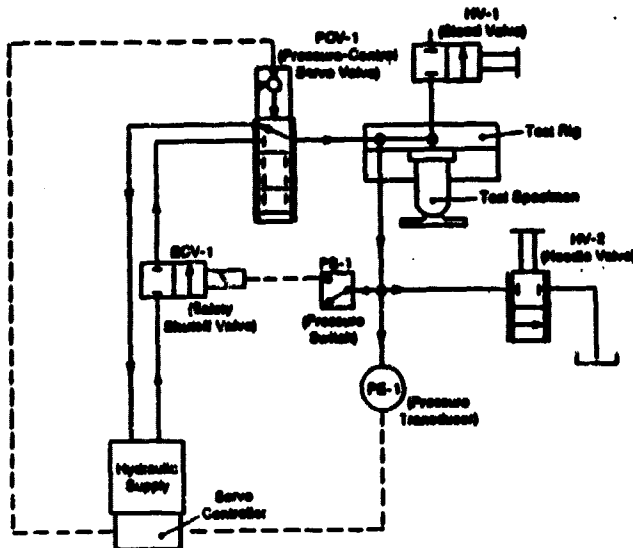 HV-1
(Bleed Valve)
PCV-1
(Pressure-Control
Servo Valve)
Test Rig
Test Specimen
HV-2
(Needle Valve)
SCV-1
(Safety
Shutoff Valve)
PS-1
(Pressure
Switch)
PE-1
(Pressure
Transducer)
Hydraulic
Supply
Servo
Controller